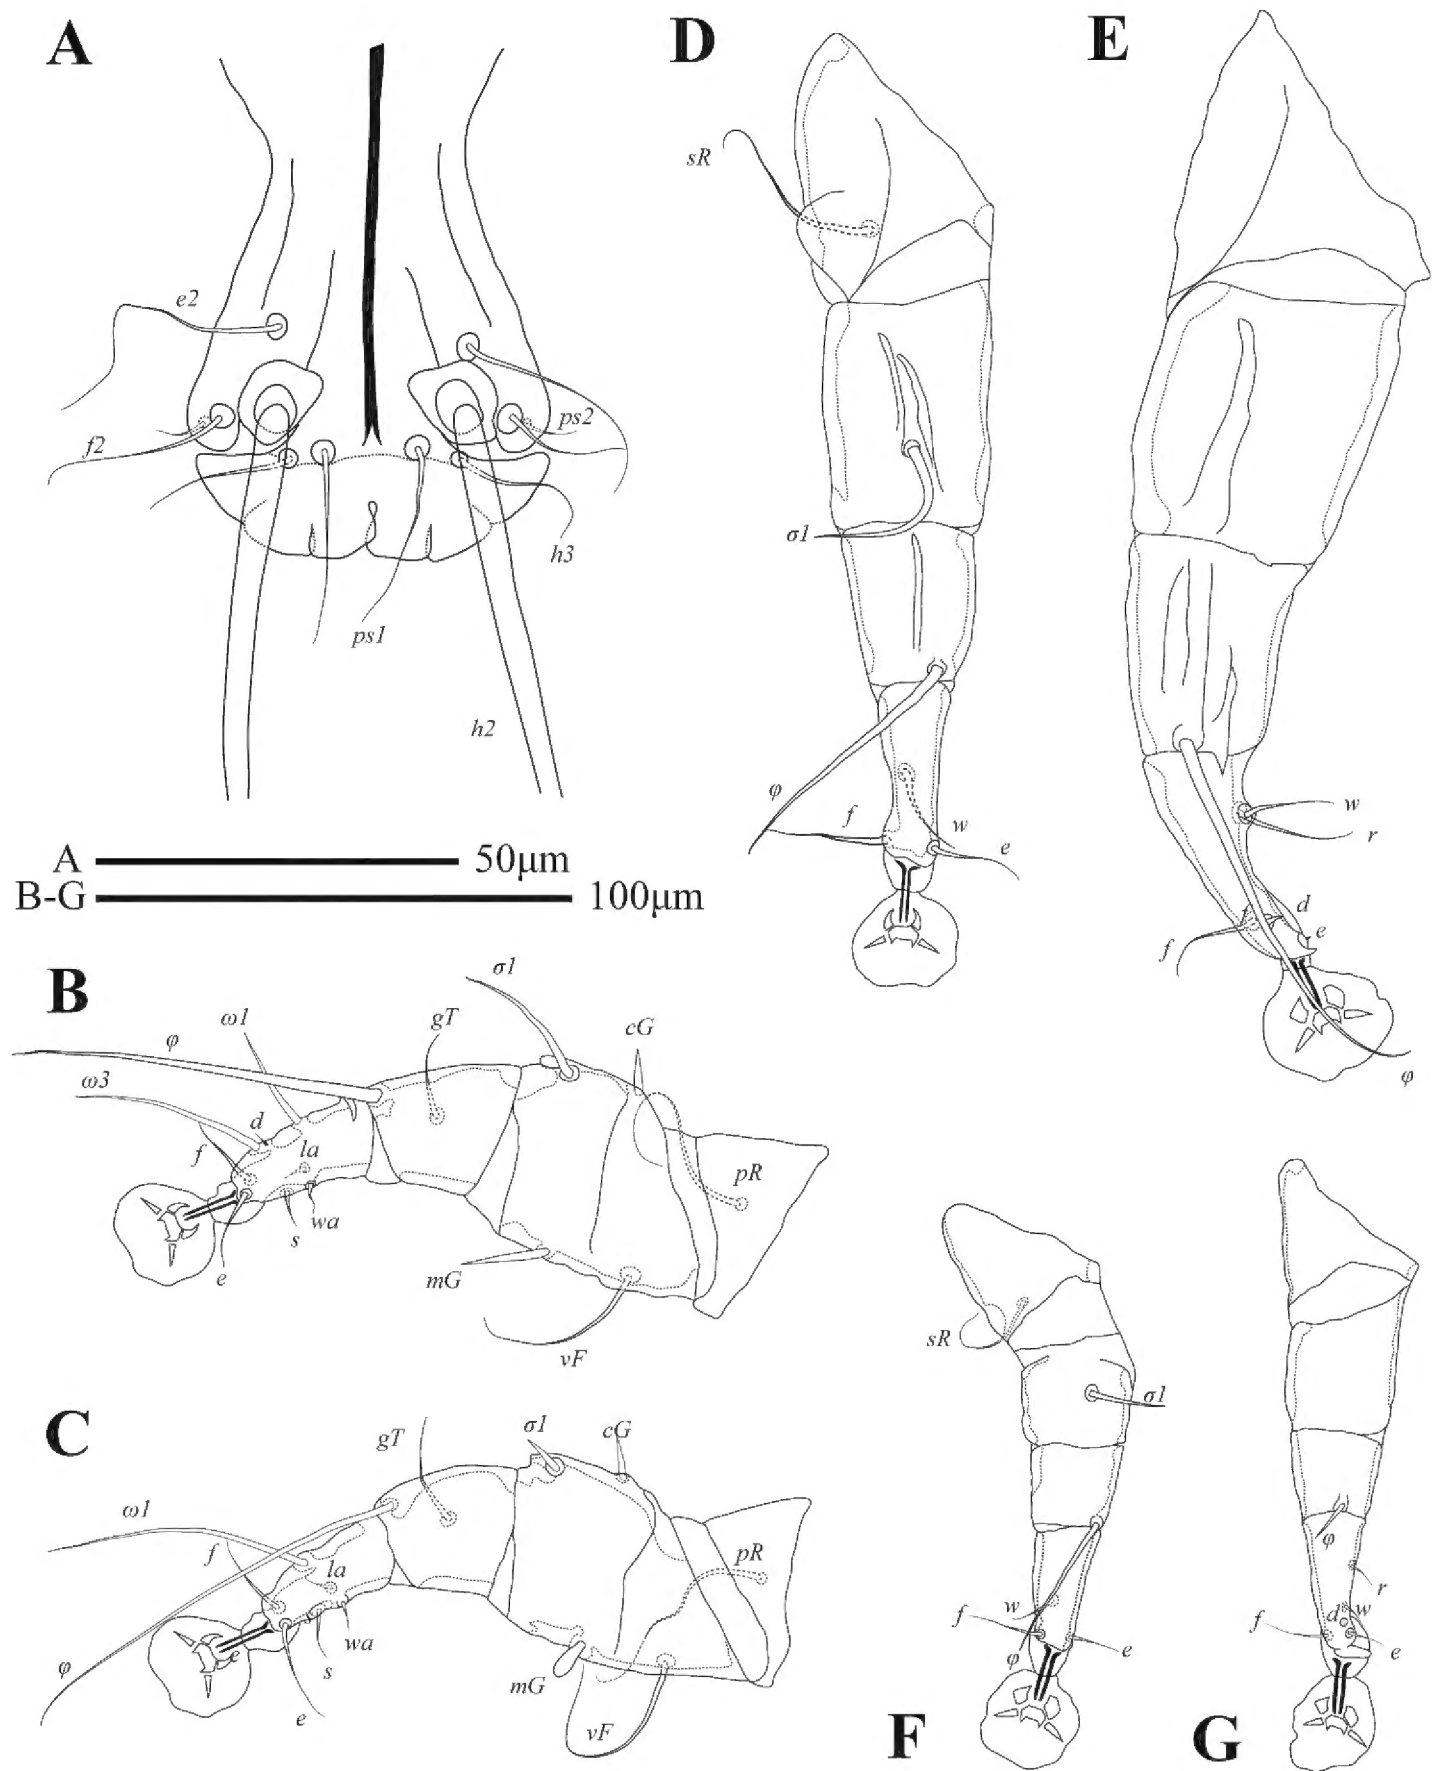 A
e2
f2
ps2
h3
ps1
h2
A 50μm
B-G 100μm
B
σ1
ω1
φ
gT
cG
ω3
d
f
la
pR
s
wa
e
mG
vF
C
gT
σ1
cG
ω1
f
la
pR
wa
s
φ
mG
e
vF
D
sR
σ1
φ
f
w
e
E
w
r
d
f
e
φ
F
sR
σ1
w
f
e
φ
G
φ
r
w
d
f
e